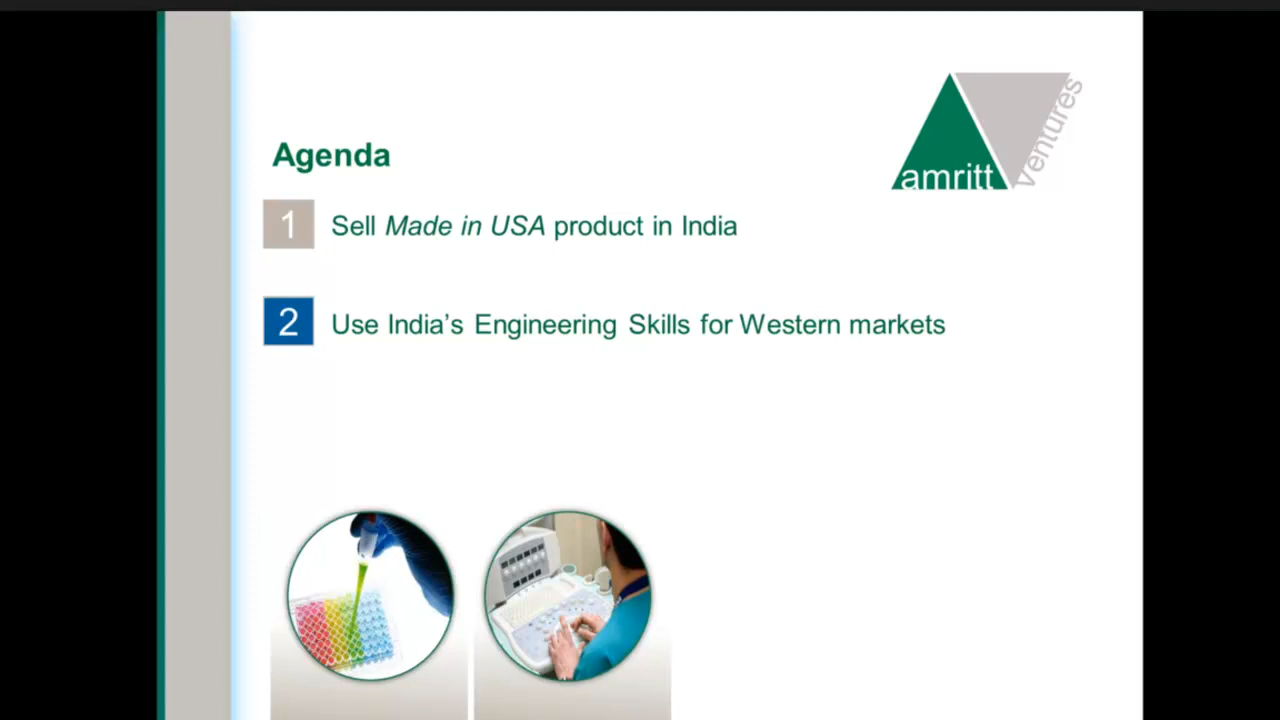 amritt
ventures
Agenda
1
Sell Made in USA product in India
2
Use India’s Engineering Skills for Western markets